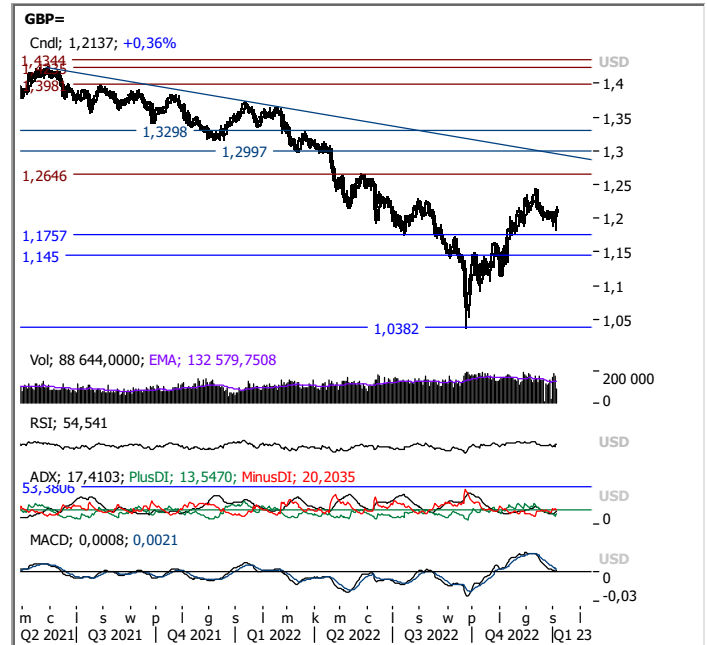 GBP=
Cndl; 1,2137; +0,36%
1,4344
USD
1,398
1,4
1,35
1,3298
1,3
1,2997
1,2646
1,25
1,2
1,1757
1,15
1,145
1,1
1,05
1,0382
Vol; 88 644,0000; EMA; 132 579,7508
200 000
0
RSI; 54,541
USD
ADX; 17,4103; PlusDI; 13,5470; MinusDI; 20,2035
53,3806
USD
0
MACD; 0,0008; 0,0021
USD
0
-0,03
m c l s w p l g s w l m k m c l s w p l g s l
Q2 2021 Q3 2021 Q4 2021 Q1 2022 Q2 2022 Q3 2022 Q4 2022 Q1 23